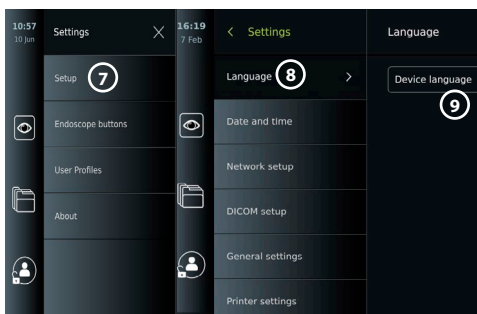 10:57
10 Jun
Settings
Setup
7
Endoscope buttons
User Profiles
About
16:19
7 Feb
Settings
Language
8
Date and time
Network setup
DICOM setup
General settings
Printer settings
Language
Device language
9